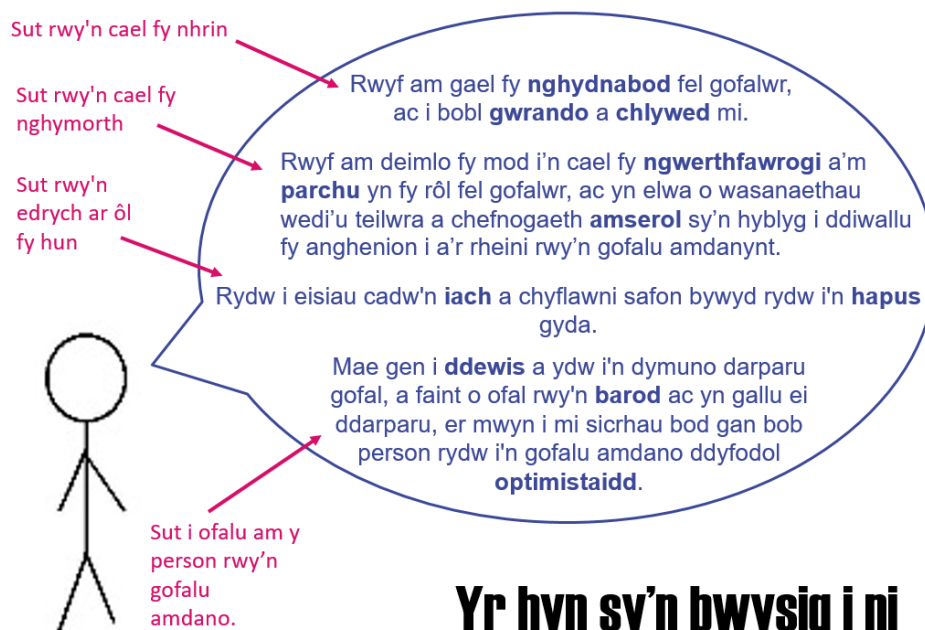 Sut rwy'n cael fy nhrin
Rwyf am gael fy nghydnabod fel gofalwr,
ac i bobl gwrando a chlywed mi.
Sut rwy'n cael fy
nghymorth
Rwyf am deimlo fy mod i'n cael fy ngwerthfawrogi a'm
parchu yn fy rôl fel gofalwr, ac yn elwa o wasanaethau
wedi'u teilwra a chefnogaeth amserol sy'n hyblyg i ddiwallu
fy anghenion i a'r rheini rwy'n gofalu amdanynt.
Sut rwy'n
edrych ar ôl
fy hun
Rydw i eisiau cadw'n iach a chyflawni safon bywyd rydw i'n hapus
gyda.
Mae gen i ddewis a ydw i'n dymuno darparu
gofal, a faint o ofal rwy'n barod ac yn gallu ei
ddarparu, er mwyn i mi sicrhau bod gan bob
person rydw i'n gofalu amdano ddyfodol
optimistaidd.
Sut i ofalu am y
person rwy’n
gofalu
amdano.
Yr hyn sy’n bwysig i ni